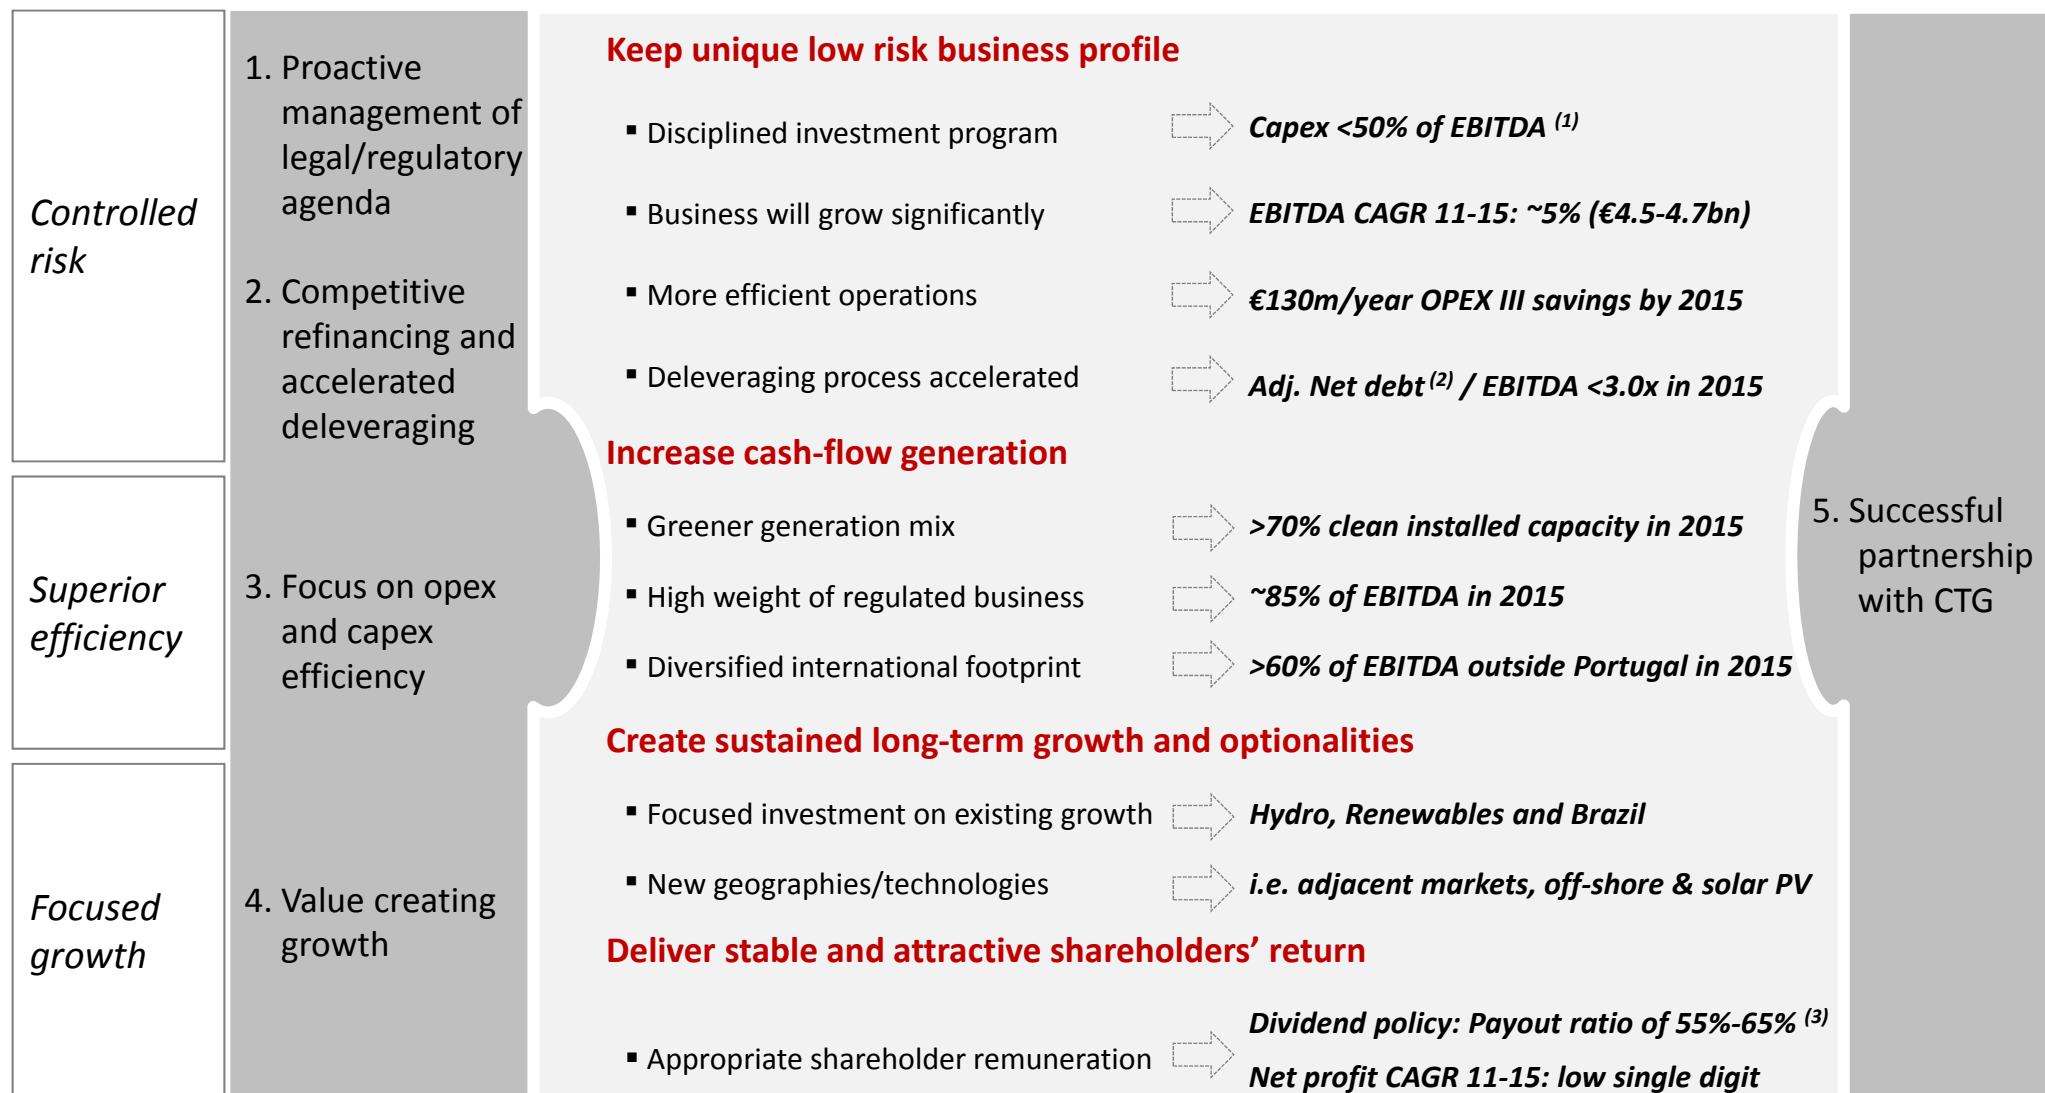 Controlled
risk
Superior
efficiency
Focused
growth
1. Proactive
management of
legal/regulatory
agenda
2. Competitive
refinancing and
accelerated
deleveraging
3. Focus on opex
and capex
efficiency
4. Value creating
growth
Keep unique low risk business profile
▪ Disciplined investment program Capex <50% of EBITDA (1)
▪ Business will grow significantly EBITDA CAGR 11-15: ~5% (€4.5-4.7bn)
▪ More efficient operations €130m/year OPEX III savings by 2015
▪ Deleveraging process accelerated Adj. Net debt (2) / EBITDA <3.0x in 2015
Increase cash-flow generation
▪ Greener generation mix >70% clean installed capacity in 2015
▪ High weight of regulated business ~85% of EBITDA in 2015
▪ Diversified international footprint >60% of EBITDA outside Portugal in 2015
Create sustained long-term growth and optionalities
▪ Focused investment on existing growth Hydro, Renewables and Brazil
▪ New geographies/technologies i.e. adjacent markets, off-shore & solar PV
Deliver stable and attractive shareholders’ return
▪ Appropriate shareholder remuneration Dividend policy: Payout ratio of 55%-65% (3)
Net profit CAGR 11-15: low single digit
5. Successful
partnership
with CTG